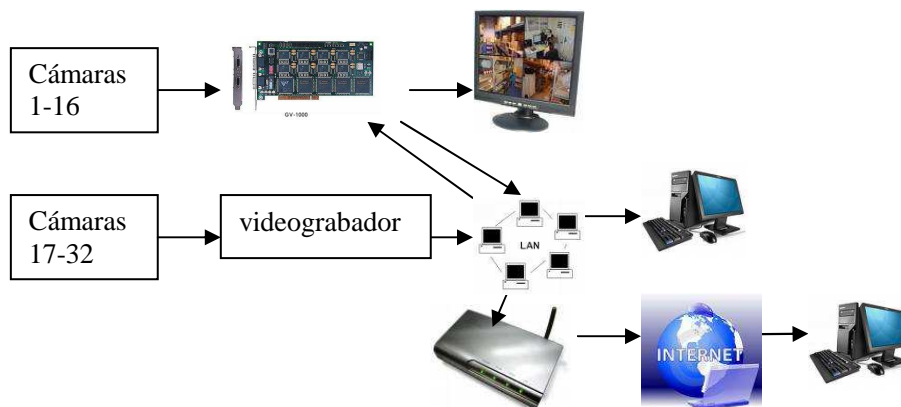 Cámaras
1-16
GV-1000
Cámaras
17-32
videograbador
LAN
INTERNET